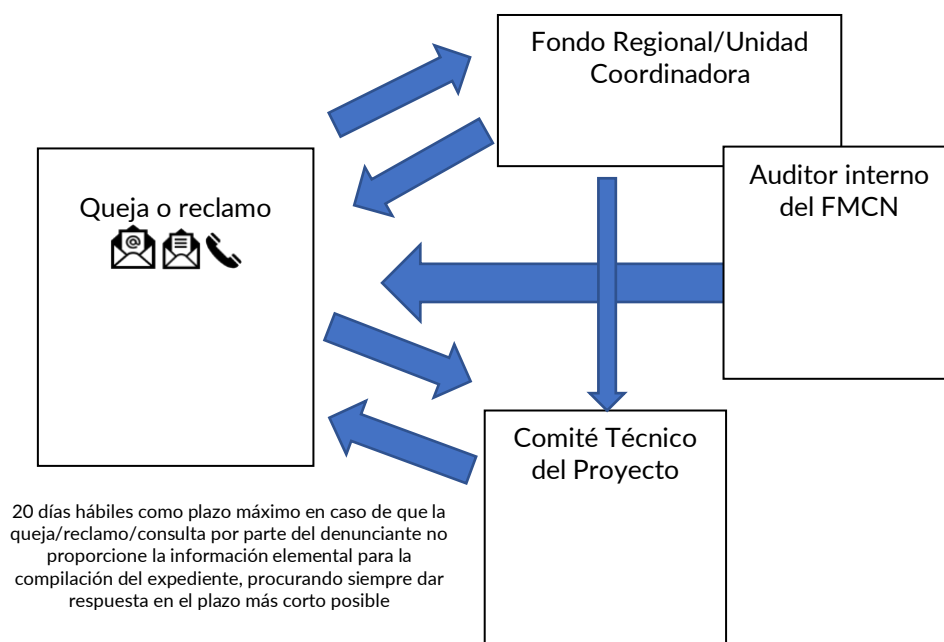 Fondo Regional/Unidad
Coordinadora
Auditor interno
del FMCN
Queja o reclamo
@
Comité Técnico
del Proyecto
20 días hábiles como plazo máximo en caso de que la
queja/reclamo/consulta por parte del denunciante no
proporcione la información elemental para la
compilación del expediente, procurando siempre dar
respuesta en el plazo más corto posible